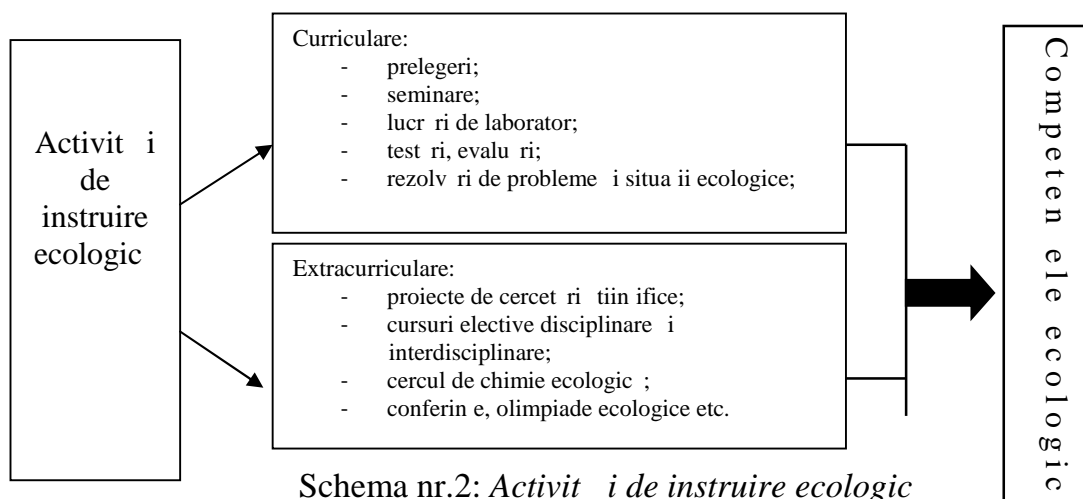 Activit i
de
instruire
ecologic
Curriculare:
- prelegeri;
- seminare;
- lucr ri de laborator;
- test ri, evalu ri;
- rezolv ri de probleme i situa ii ecologice;
Extracurriculare:
- proiecte de cercet ri tiin ifice;
- cursuri elective disciplinare i
interdisciplinare;
- cercul de chimie ecologic ;
- conferin e, olimpiade ecologice etc.
Competen ele ecologic
Schema nr.2: Activit i de instruire ecologic